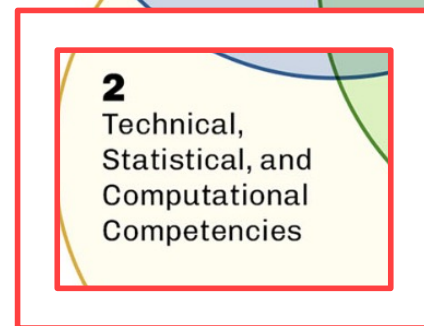 2
Technical,
Statistical, and
Computational
Competencies